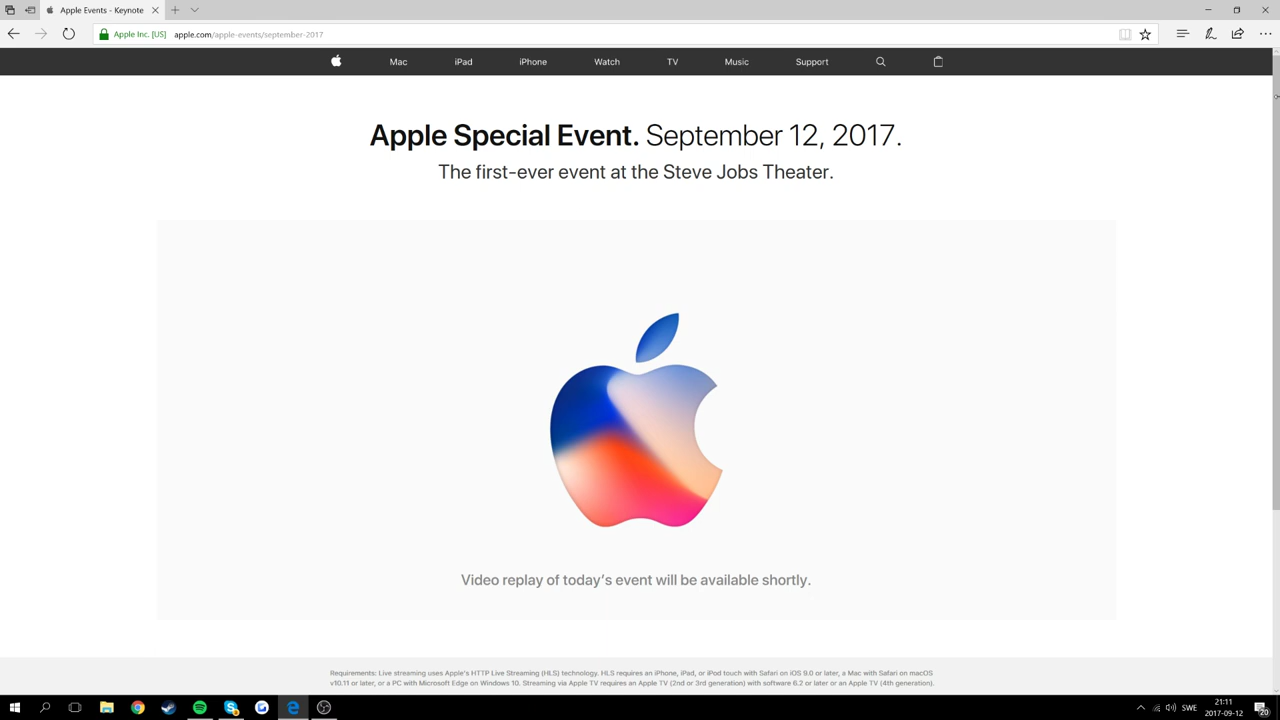 Apple Events - Keynote
Apple Inc. [US] apple.com/apple-events/september-2017
Mac iPad iPhone Watch TV Music Support
Apple Special Event. September 12, 2017.
The first-ever event at the Steve Jobs Theater.
Video replay of today's event will be available shortly.
Requirements: Live streaming uses Apple's HTTP Live Streaming (HLS) technology. HLS requires an iPhone, iPad, or iPod touch with Safari on iOS 9.0 or later, a Mac with Safari on macOS
v10.11 or later, or a PC with Microsoft Edge on Windows 10. Streaming via Apple TV requires an Apple TV (2nd or 3rd generation) with software 6.2 or later or an Apple TV (4th generation).
SWE
21:11
2017-09-12
20